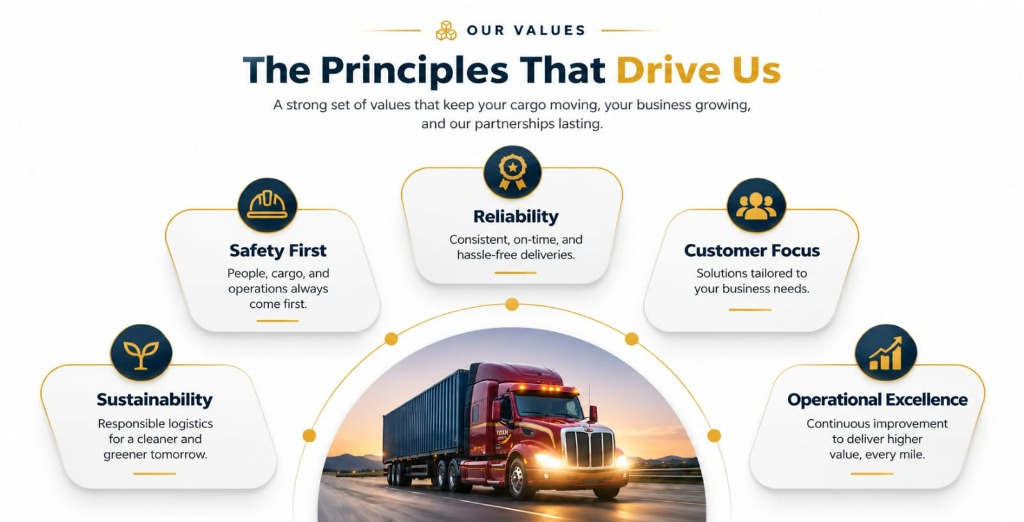 OUR VALUES
The Principles That Drive Us
A strong set of values that keep your cargo moving, your business growing,
and our partnerships lasting.
Reliability
Consistent, on-time, and
hassle-free deliveries.
Safety First
People, cargo, and
operations always
come first.
Customer Focus
Solutions tailored to
your business needs.
Sustainability
Responsible logistics
for a cleaner and
greener tomorrow.
Operational Excellence
Continuous improvement
to deliver higher
value, every mile.
TITAN